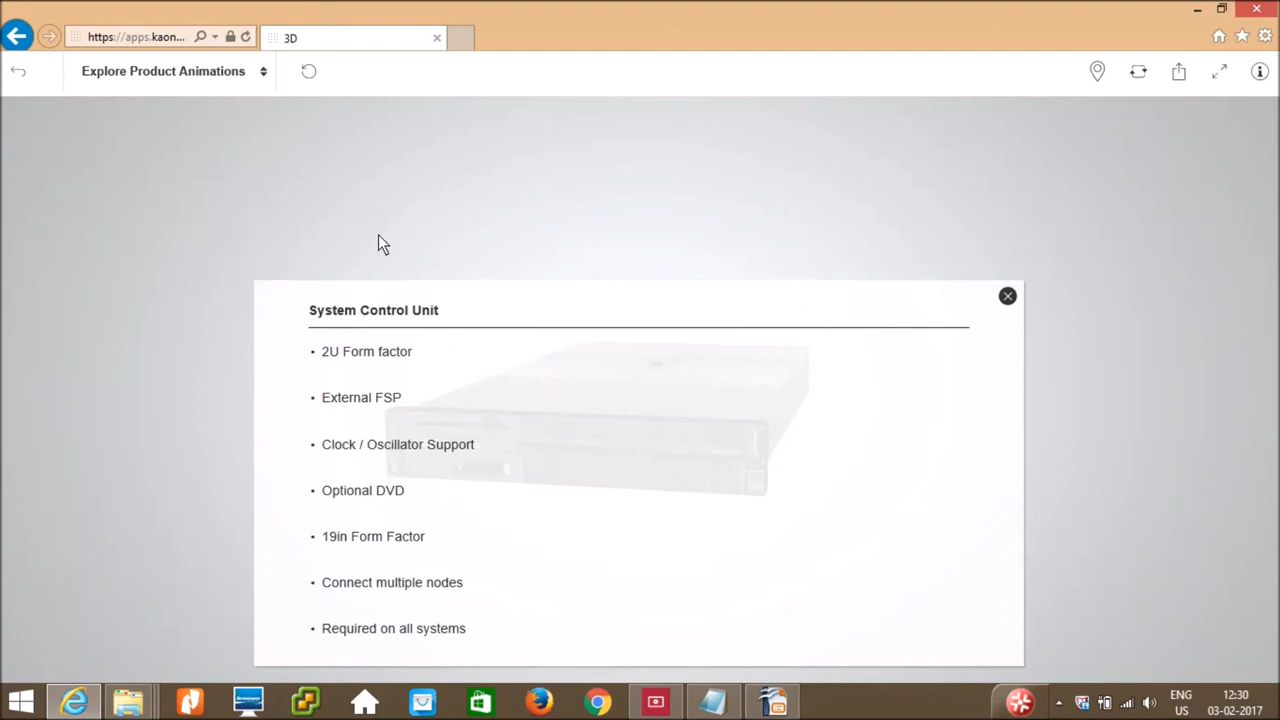 https://apps.kaon...
3D
Explore Product Animations
System Control Unit
• 2U Form factor
• External FSP
• Clock / Oscillator Support
• Optional DVD
• 19in Form Factor
• Connect multiple nodes
• Required on all systems
ENG
12:30
US
03-02-2017